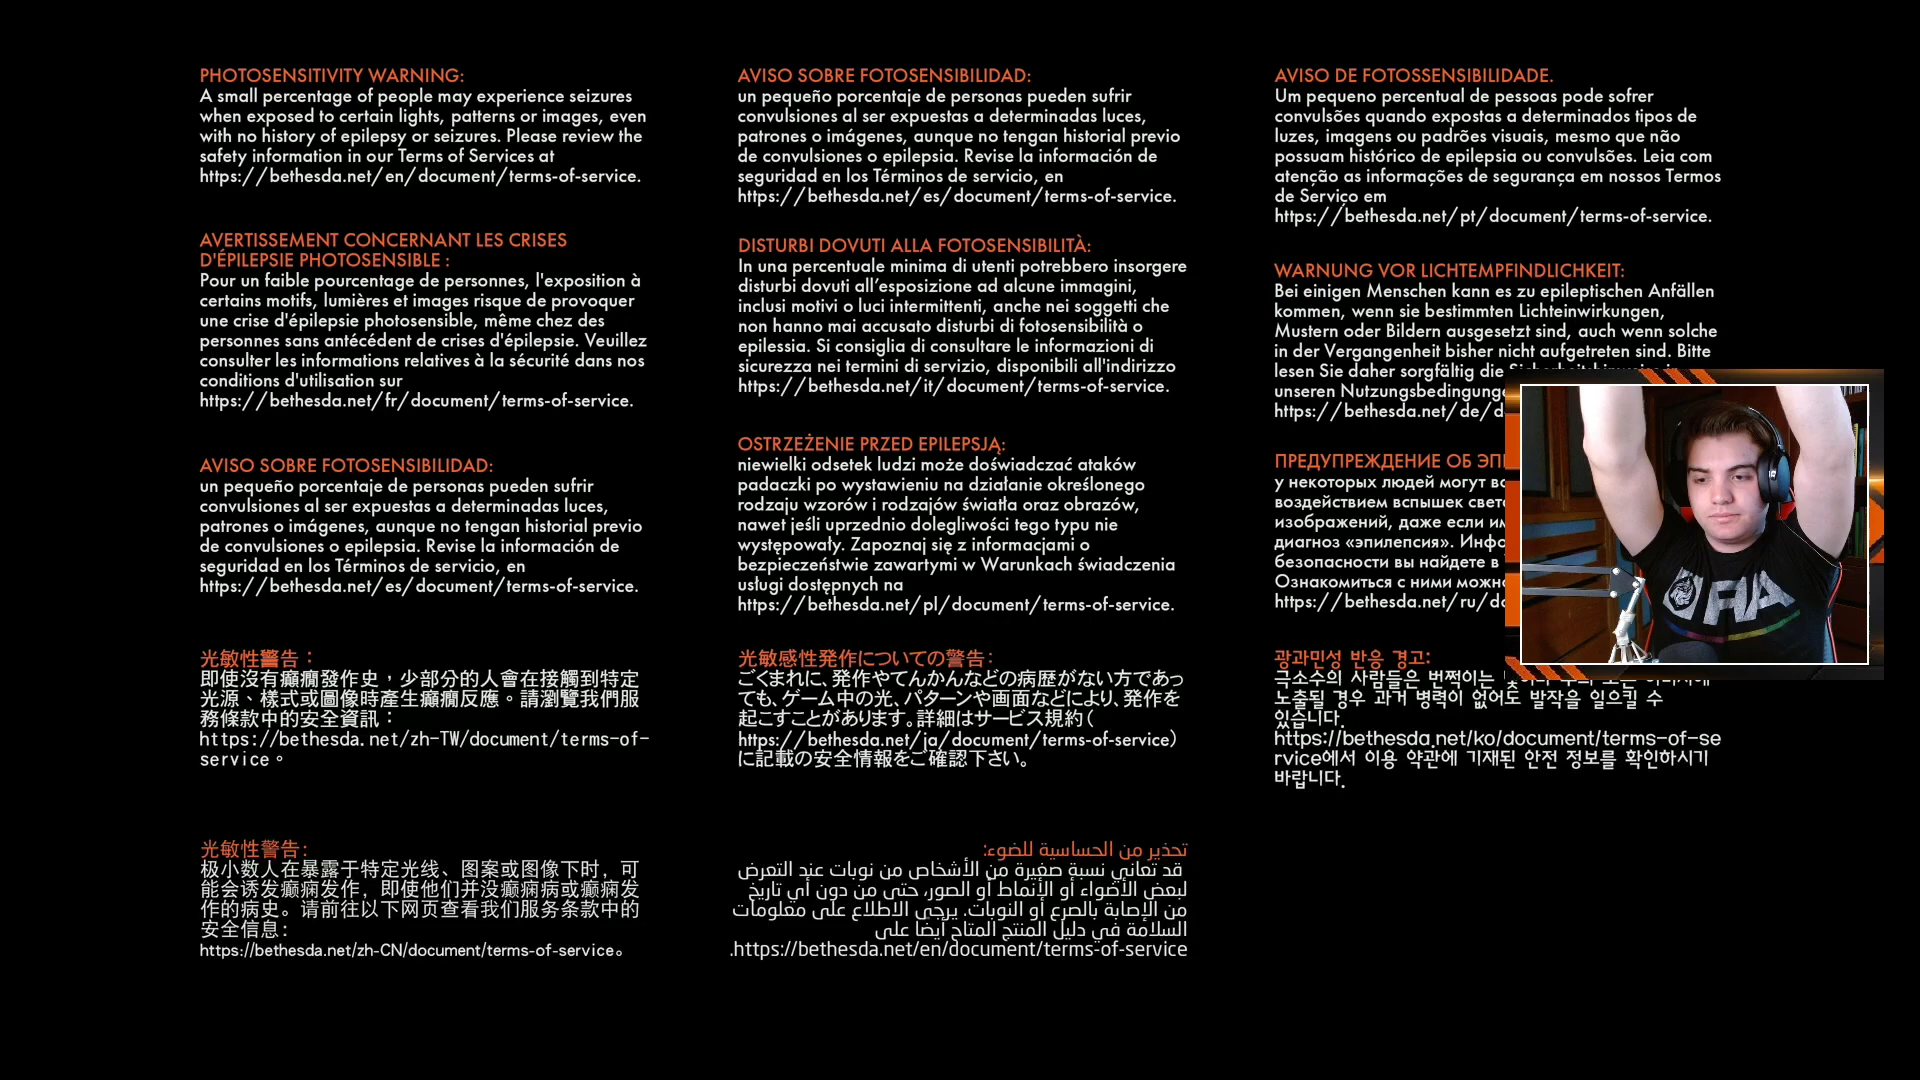 PHOTOSENSITIVITY WARNING:
A small percentage of people may experience seizures
when exposed to certain lights, patterns or images, even
with no history of epilepsy or seizures. Please review the
safety information in our Terms of Services at
https://bethesda.net/en/document/terms-of-service.
AVERTISSEMENT CONCERNANT LES CRISES
D'ÉPILEPSIE PHOTOSENSIBLE :
Pour un faible pourcentage de personnes, l'exposition à
certains motifs, lumières et images risque de provoquer
une crise d'épilepsie photosensible, même chez des
personnes sans antécédent de crises d'épilepsie. Veuillez
consulter les informations relatives à la sécurité dans nos
conditions d'utilisation sur
https://bethesda.net/fr/document/terms-of-service.
AVISO SOBRE FOTOSENSIBILIDAD:
un pequeño porcentaje de personas pueden sufrir
convulsiones al ser expuestas a determinadas luces,
patrones o imágenes, aunque no tengan historial previo
de convulsiones o epilepsia. Revise la información de
seguridad en los Términos de servicio, en
https://bethesda.net/es/document/terms-of-service.
光敏性警告：
即使沒有癲癇發作史，少部分的人會在接觸到特定
光源、樣式或圖像時產生癲癇反應。請瀏覽我們服
務條款中的安全資訊：
https://bethesda.net/zh-TW/document/terms-of-
service。
光敏性警告：
极小数人在暴露于特定光线、图案或图像下时，可
能会诱发癫痫发作，即使他们并没癫痫病或癫痫发
作的病史。请前往以下网页查看我们服务条款中的
安全信息：
https://bethesda.net/zh-CN/document/terms-of-service。
AVISO SOBRE FOTOSENSIBILIDAD:
un pequeño porcentaje de personas pueden sufrir
convulsiones al ser expuestas a determinadas luces,
patrones o imágenes, aunque no tengan historial previo
de convulsiones o epilepsia. Revise la información de
seguridad en los Términos de servicio, en
https://bethesda.net/es/document/terms-of-service.
DISTURBI DOVUTI ALLA FOTOSENSIBILITÀ:
In una percentuale minima di utenti potrebbero insorgere
disturbi dovuti all’esposizione ad alcune immagini,
inclusi motivi o luci intermittenti, anche nei soggetti che
non hanno mai accusato disturbi di fotosensibilità o
epilessia. Si consiglia di consultare le informazioni di
sicurezza nei termini di servizio, disponibili all'indirizzo
https://bethesda.net/it/document/terms-of-service.
OSTRZEŻENIE PRZED EPILEPSJĄ:
niewielki odsetek ludzi może doświadczać ataków
padaczki po wystawieniu na działanie określonego
rodzaju wzorów i rodzajów światła oraz obrazów,
nawet jeśli uprzednio dolegliwości tego typu nie
występowały. Zapoznaj się z informacjami o
bezpieczeństwie zawartymi w Warunkach świadczenia
usługi dostępnych na
https://bethesda.net/pl/document/terms-of-service.
光敏感性発作についての警告：
ごくまれに、発作やてんかんなどの病歴がない方であっ
ても、ゲーム中の光、パターンや画面などにより、発作を
起こすことがあります。詳細はサービス規約（
https://bethesda.net/ja/document/terms-of-service）
に記載の安全情報をご確認下さい。
تحذير من الحساسية للضوء:
قد تعاني نسبة صغيرة من الأشخاص من نوبات عند التعرض
لبعض الأضواء أو الأنماط أو الصور، حتى من دون أي تاريخ
من الإصابة بالصرع أو النوبات. يرجى الاطلاع على معلومات
السلامة في دليل المنتج المتاح أيضا على
https://bethesda.net/en/document/terms-of-service.
AVISO DE FOTOSSENSIBILIDADE.
Um pequeno percentual de pessoas pode sofrer
convulsões quando expostas a determinados tipos de
luzes, imagens ou padrões visuais, mesmo que não
possuam histórico de epilepsia ou convulsões. Leia com
atenção as informações de segurança em nossos Termos
de Serviço em
https://bethesda.net/pt/document/terms-of-service.
WARNUNG VOR LICHTEMPFINDLICHKEIT:
Bei einigen Menschen kann es zu epileptischen Anfällen
kommen, wenn sie bestimmten Lichteinwirkungen,
Mustern oder Bildern ausgesetzt sind, auch wenn solche
in der Vergangenheit bisher nicht aufgetreten sind. Bitte
lesen Sie daher sorgfältig die
unseren
https://bethesda.net/de/
ПРЕДУПРЕЖДЕНИЕ ОБ
у некоторых людей могут
воздействием вспышек
изображений, даже если
диагноз «эпилепсия».
безопасности вы найдете в
Ознакомиться с ними
https://bethesda.net/ru/
광과민성 반응 경고:
극소수의 사람들은 번쩍이는
노출될 경우 과거 병력이 없어도 발작을 일으킬 수
있습니다.
https://bethesda.net/ko/document/terms-of-se
rvice에서 이용 약관에 기재된 안전 정보를 확인하시기
바랍니다.